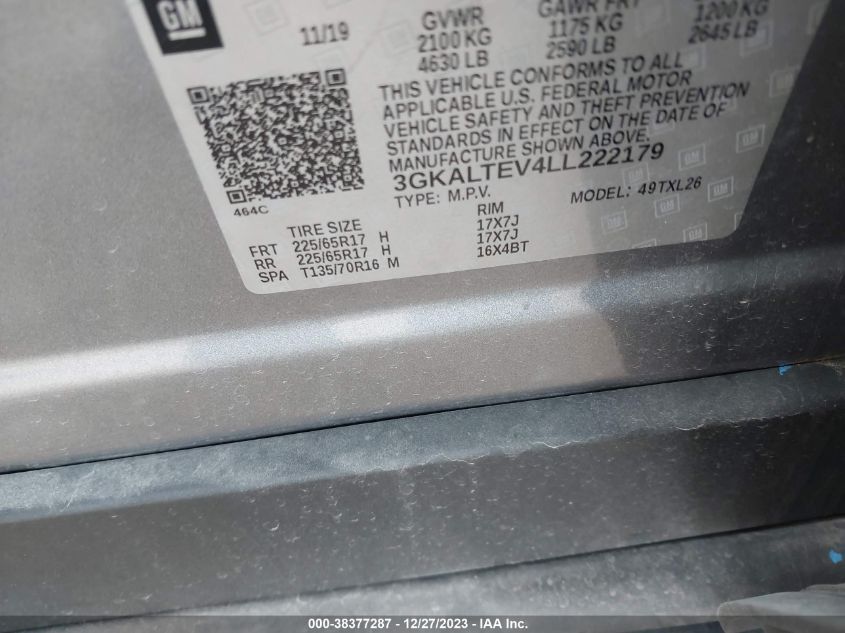 GM
11/19
GVWR
2100 KG
4630 LB
GAWR FRT
1175 KG
2590 LB
1200 KG
2645 LB
THIS VEHICLE CONFORMS TO ALL
APPLICABLE U.S. FEDERAL MOTOR
VEHICLE SAFETY AND THEFT PREVENTION
STANDARDS IN EFFECT ON THE DATE OF
MANUFACTURE SHOWN ABOVE.
3GKALTEV4LL222179
TYPE: M.P.V.
MODEL: 49TXL26
464C
TIRE SIZE
RIM
FRT 225/65R17 H 17X7J
RR 225/65R17 H 17X7J
SPA T135/70R16 M 16X4BT
000-38377287 - 12/27/2023 - IAA Inc.